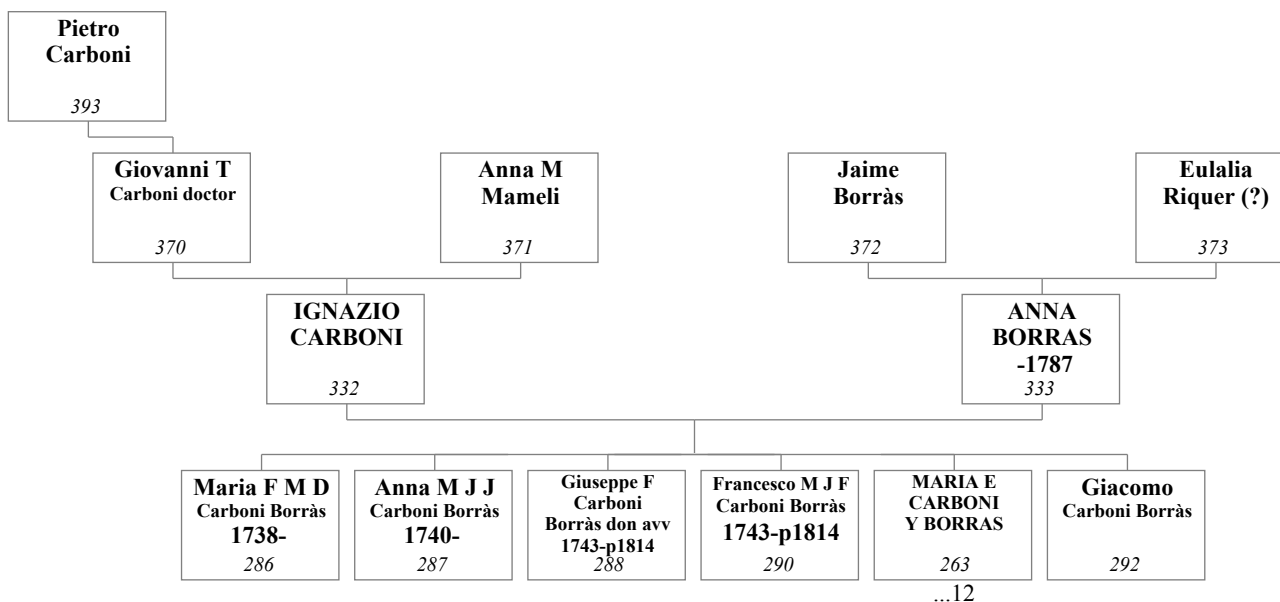 Pietro
Carboni
393
Giovanni T
Carboni doctor
370
Anna M
Mameli
371
Jaime
Borràs
372
Eulalia
Riquer (?)
373
IGNAZIO
CARBONI
332
ANNA
BORRAS
-1787
333
Maria F M D
Carboni Borràs
1738-
286
Anna M J J
Carboni Borràs
1740-
287
Giuseppe F
Carboni
Borràs don avv
1743-p1814
288
Francesco M J F
Carboni Borràs
1743-p1814
290
MARIA E
CARBONI
Y BORRAS
263
...12
Giacomo
Carboni Borràs
292